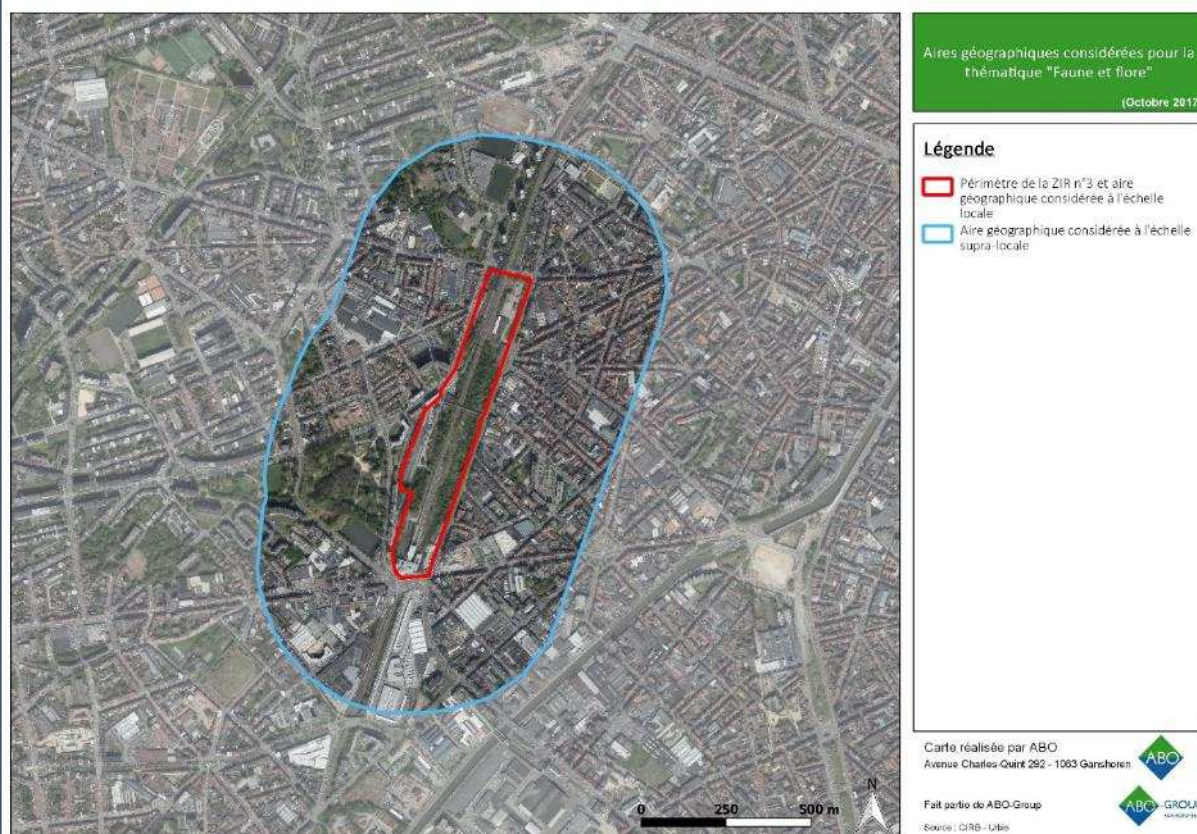 Aires géographiques considérées pour la
thématique "Faune et flore"
(Octobre 2017
Légende
Périmètre de la ZIR n°3 et aire
géographique considérée à l'échelle
locale
Aire géographique considérée à l'échelle
supra-locale
N
0 250 500 m
Carte réalisée par ABO
Avenue Charles-Quint 292 - 1083 Ganshoren
ABO
Fait partie de ABO-Group
ABO-GROUP
Source : CIRB - Urbis